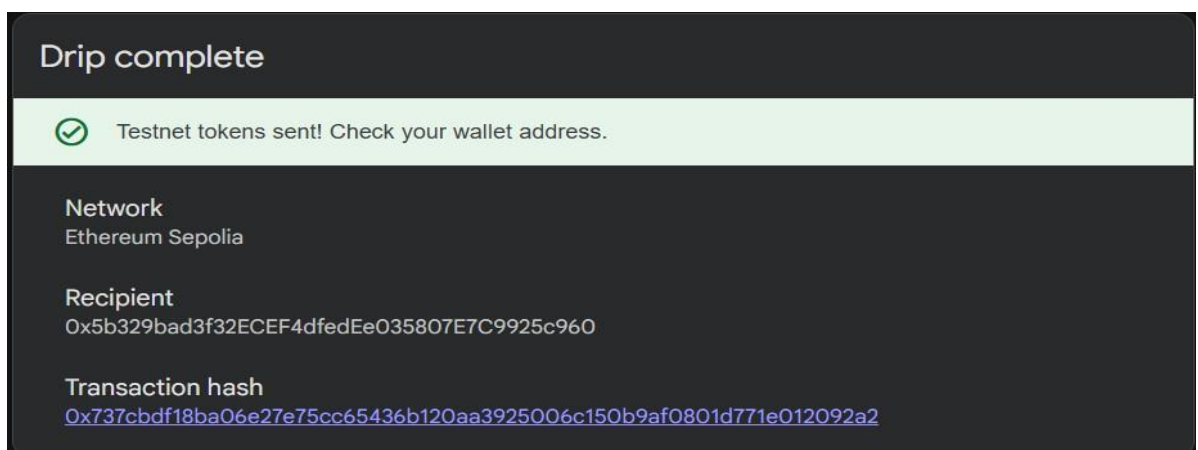 Drip complete
Testnet tokens sent! Check your wallet address.
Network
Ethereum Sepolia
Recipient
0x5b329bad3f32ECEF4dfedEe035807E7C9925c960
Transaction hash
0x737cbdf18ba06e27e75cc65436b120aa3925006c150b9af0801d771e012092a2